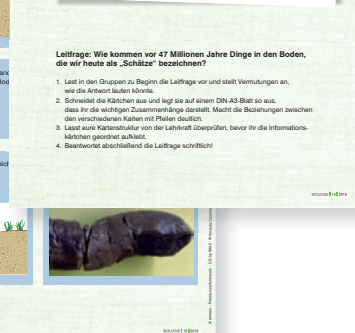 Leitfrage: Wie kommen vor 47 Millionen Jahre Dinge in den Boden,
die wir heute als „Schätze“ bezeichnen?
1. Lest in den Gruppen zu Beginn die Leitfrage vor und stellt Vermutungen an,
wie die Antwort lauten könnte.
2. Schneidet die Kärtchen aus und legt sie auf einem DIN-A3-Blatt so aus,
dass ihr die wichtigen Zusammenhänge darstellt. Macht die Beziehungen zwischen
den verschiedenen Karten mit Pfeilen deutlich.
3. Lasst eure Kartenstruktur von der Lehrkraft überprüfen, bevor ihr die Informations-
kärtchen geordnet aufklebt.
4. Beantwortet abschließend die Leitfrage schriftlich!